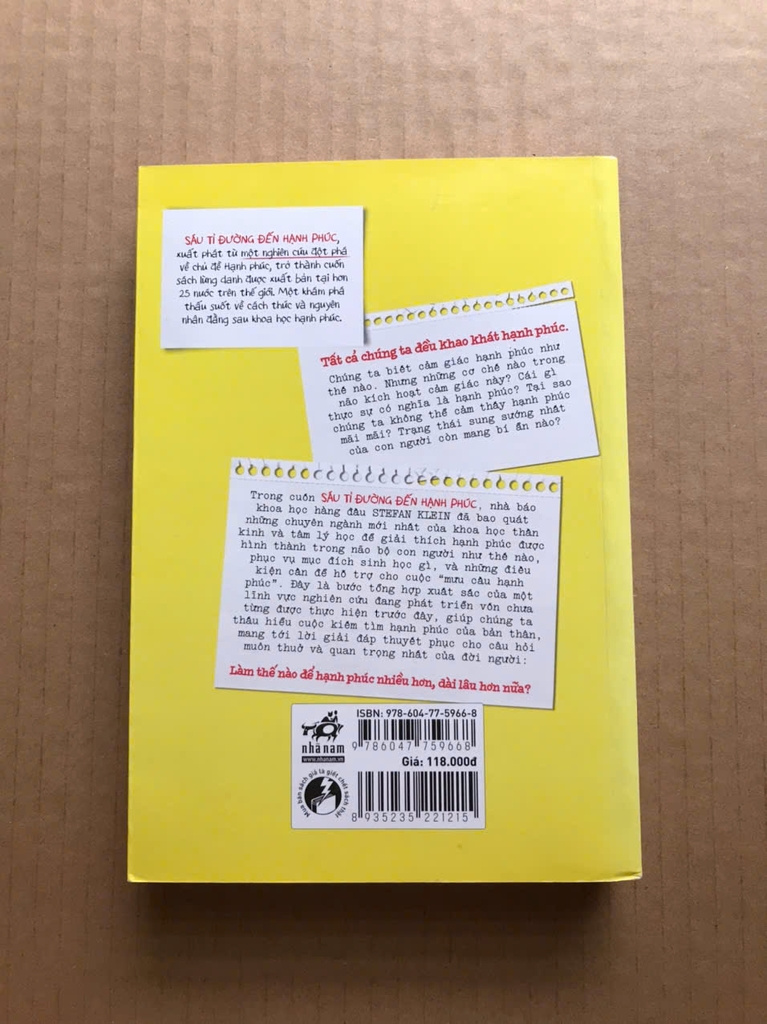 SÁU TỈ ĐƯỜNG ĐẾN HẠNH PHÚC,
xuất phát từ một nghiên cứu đột phá
về chủ đề Hạnh phúc, trở thành cuốn
sách lừng danh được xuất bản tại hơn
25 nước trên thế giới. Một khám phá
thấu suốt về cách thức và nguyên
nhân đằng sau khoa học hạnh phúc.
Tất cả chúng ta đều khao khát hạnh phúc.
Chúng ta biết cảm giác hạnh phúc như
thế nào. Nhưng những cơ chế nào trong
não kích hoạt cảm giác này? Cái gì
thực sự có nghĩa là hạnh phúc? Tại sao
chúng ta không thể cảm thấy hạnh phúc
mãi mãi? Trạng thái sung sướng nhất
của con người còn mang bí ẩn nào?
Trong cuốn SÁU TỈ ĐƯỜNG ĐẾN HẠNH PHÚC, nhà báo
khoa học hàng đầu STEFAN KLEIN đã bao quát
những chuyên ngành mới nhất của khoa học thần
kinh và tâm lý học để giải thích hạnh phúc được
hình thành trong não bộ con người như thế nào,
phục vụ mục đích sinh học gì, và những điều
kiện cần để hỗ trợ cho cuộc “mưu cầu hạnh
phúc”. Đây là bước tổng hợp xuất sắc của một
lĩnh vực nghiên cứu đang phát triển vốn chưa
từng được thực hiện trước đây, giúp chúng ta
thấu hiểu cuộc kiếm tìm hạnh phúc của bản thân,
mang tới lời giải đáp thuyết phục cho câu hỏi
muôn thuở và quan trọng nhất của đời người:
Làm thế nào để hạnh phúc nhiều hơn, dài lâu hơn nữa?
nhã nam
www.nhanam.vn
Mua bán sách giả là giết chết sách thật
ISBN: 978-604-77-5966-8
9 786047 759668
Giá: 118.000đ
8 935235 221215